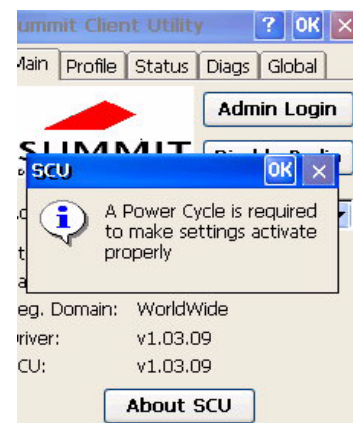 ummit Client Utility ? OK X
Main Profile Status Diags Global
Admin Login
SUMMIT
SCU OK X
A Power Cycle is required
to make settings activate
properly
eg. Domain: WorldWide
river: v1.03.09
CU: v1.03.09
About SCU